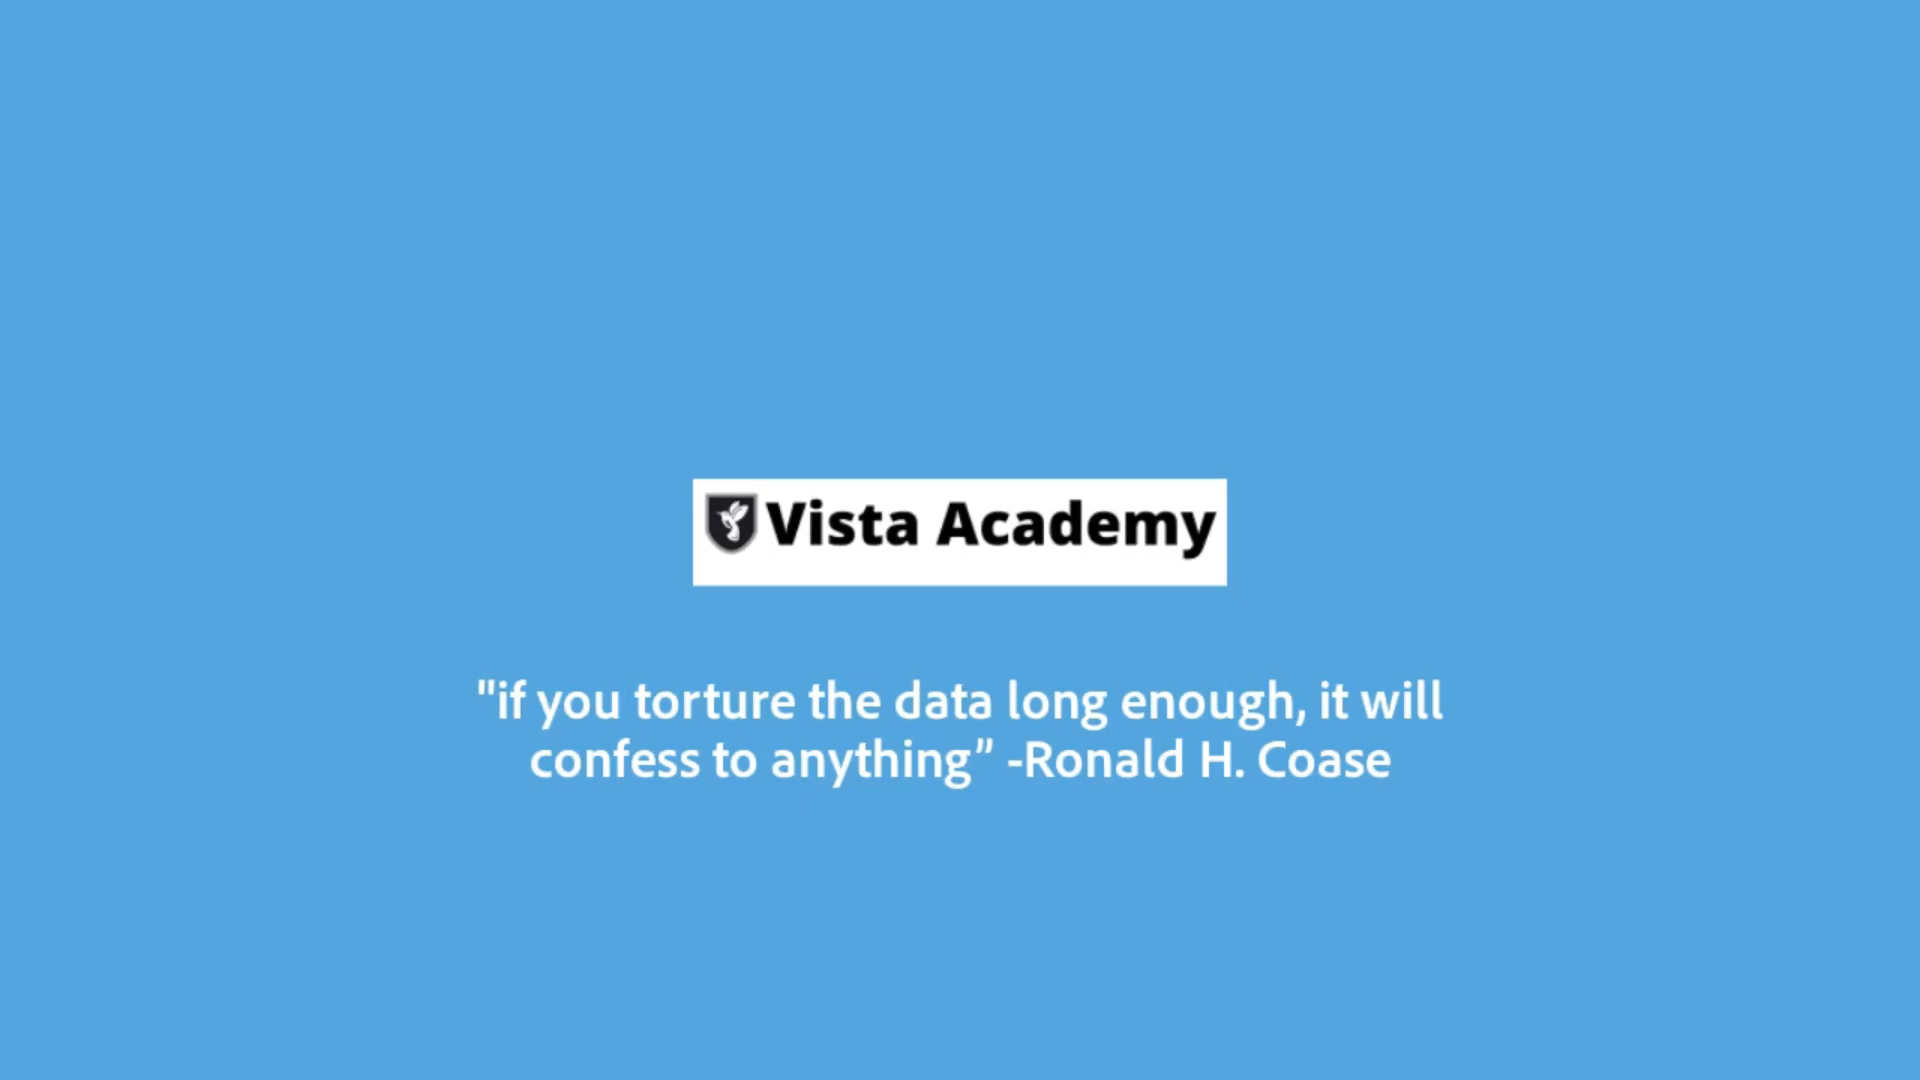 Vista Academy
"if you torture the data long enough, it will
confess to anything” -Ronald H. Coase